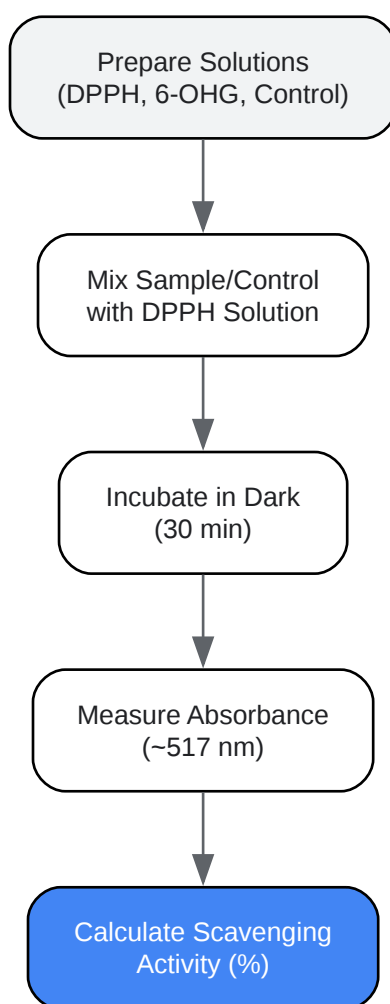 Prepare Solutions
(DPPH, 6-OHG, Control)
Mix Sample/Control
with DPPH Solution
Incubate in Dark
(30 min)
Measure Absorbance
(~517 nm)
Calculate Scavenging
Activity (%)